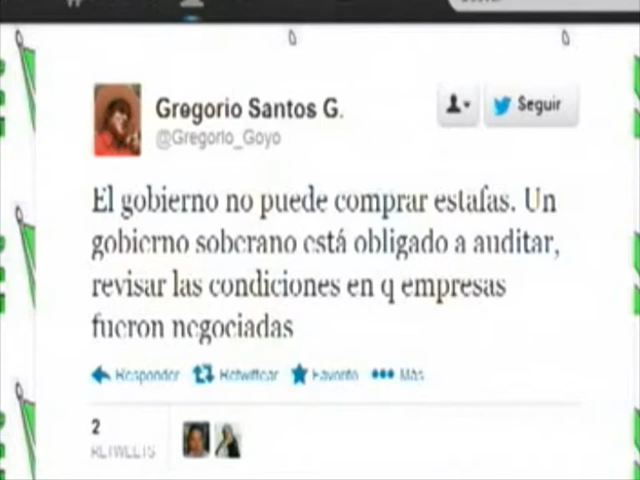 Gregorio Santos G.
@Gregorio_Goyo
Seguir
El gobierno no puede comprar estafas. Un
gobierno soberano está obligado a auditar,
revisar las condiciones en q empresas
fueron negociadas
Responder Retwittear Favorito Más
2
RETWEETS